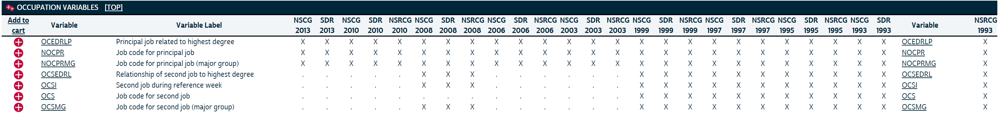 OCCUPATION VARIABLES [TOP]
Add to cart Variable Variable Label NSCG 2013 SDR 2013 NSCG 2010 SDR 2010 NSRCG 2010 NSCG 2008 SDR 2008 NSRCG 2008 NSCG 2006 SDR 2006 NSRCG 2006 NSCG 2003 SDR 2003 NSRCG 2003 NSCG 1999 SDR 1999 NSRCG 1999 NSCG 1997 SDR 1997 NSRCG 1997 NSCG 1995 SDR 1995 NSRCG 1995 NSCG 1993 SDR 1993 Variable NSRCG 1993
OCEDRLP Principal job related to highest degree X X X X X X X X X X X X X X X X X X X X X X X X X OCEDRLP X
NOCPR Job code for principal job X X X X X X X X X X X X X X X X X X X X X X X X X NOCPR X
NOCPRMG Job code for principal job (major group) X X X X X X X X X X X X X X X X X X X X X X X X X NOCPRMG X
OCSEDRL Relationship of second job to highest degree . . . . . X X X . . . . . . X X X X X X X X X X X OCSEDRL X
OCSI Second job during reference week . . . . . X X X . . . . . . X X X X X X X X X X X OCSI X
OCS Job code for second job . . . . . . . . . . . . . . X X X X X X X X X X X OCS X
OCSMG Job code for second job (major group) . . . . . X X X . . . . . . X X X X X X X X X X X OCSMG X